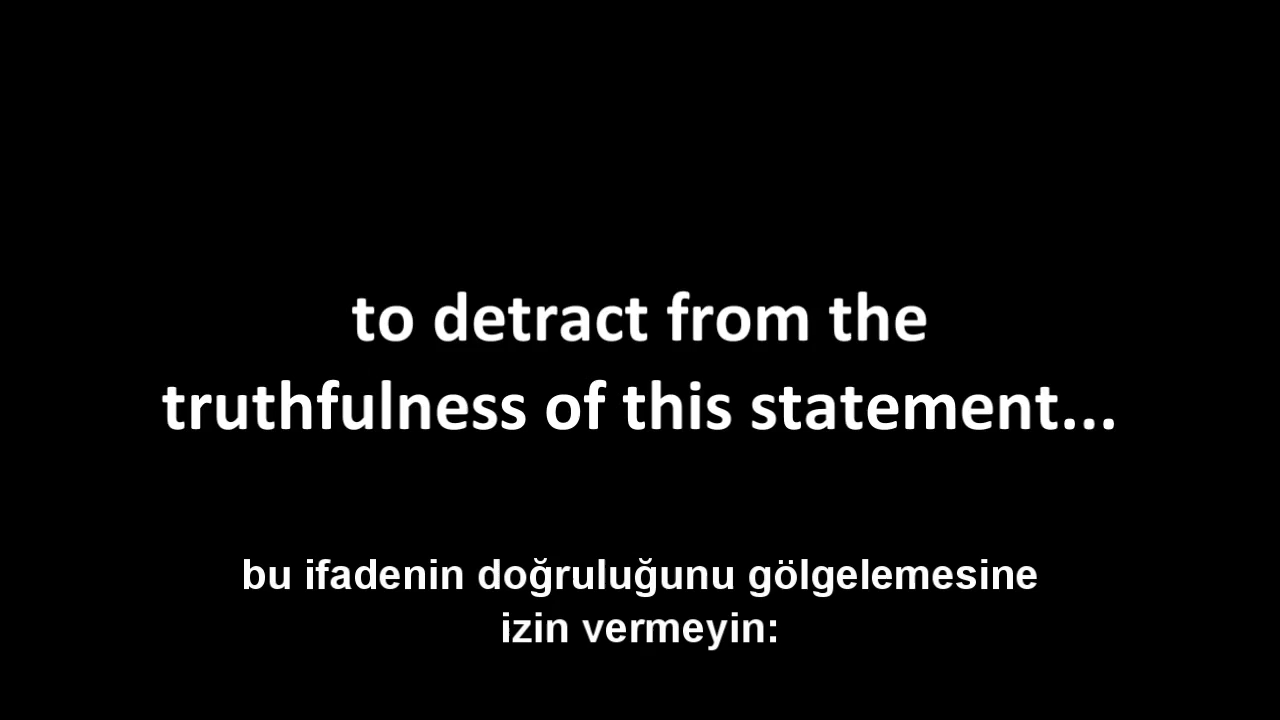 to detract from the
truthfulness of this statement...
bu ifadenin doğruluğunu gölgelemesine
izin vermeyin: